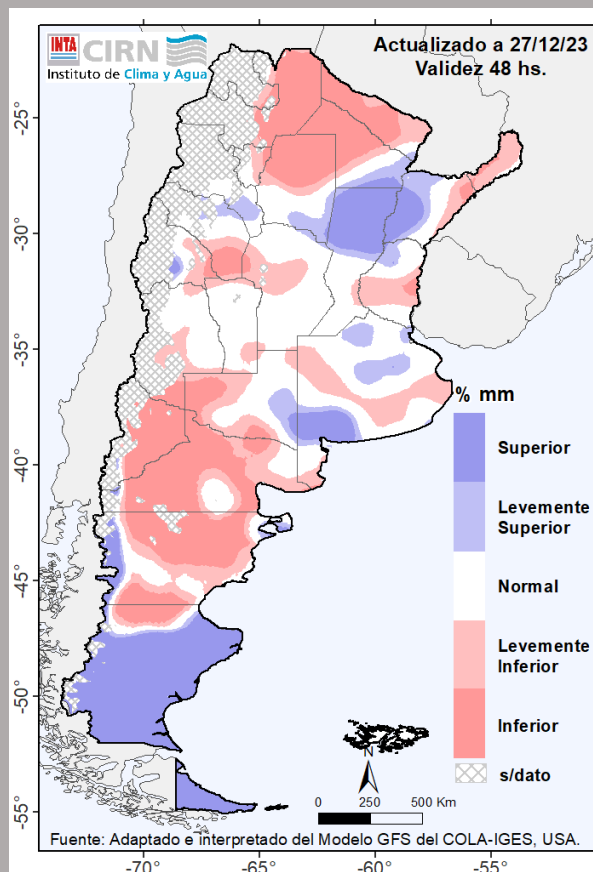 INTA CIRN
Instituto de Clima y Agua
Actualizado a 27/12/23
Validez 48 hs.
-25°
-30°
-35°
-40°
-45°
-50°
-55°
% mm
Superior
Levemente
Superior
Normal
Levemente
Inferior
Inferior
s/dato
N
0 250 500 Km
Fuente: Adaptado e interpretado del Modelo GFS del COLA-IGES, USA.
-70° -65° -60° -55°